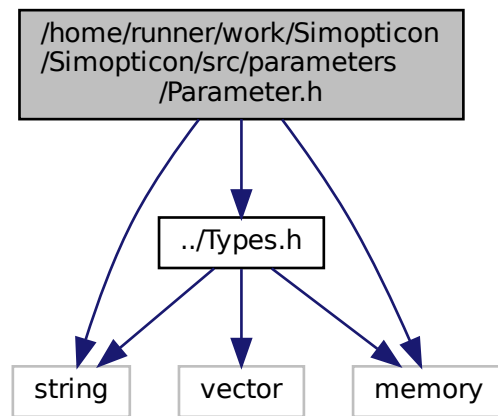 /home/runner/work/Simopticon
/Simopticon/src/parameters
/Parameter.h
../Types.h
string
vector
memory